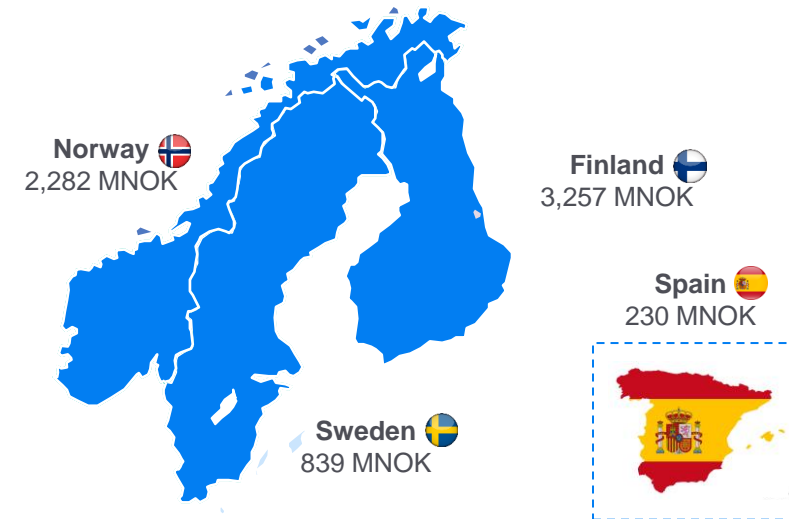 Norway
2,282 MNOK
Finland
3,257 MNOK
Spain
230 MNOK
Sweden
839 MNOK